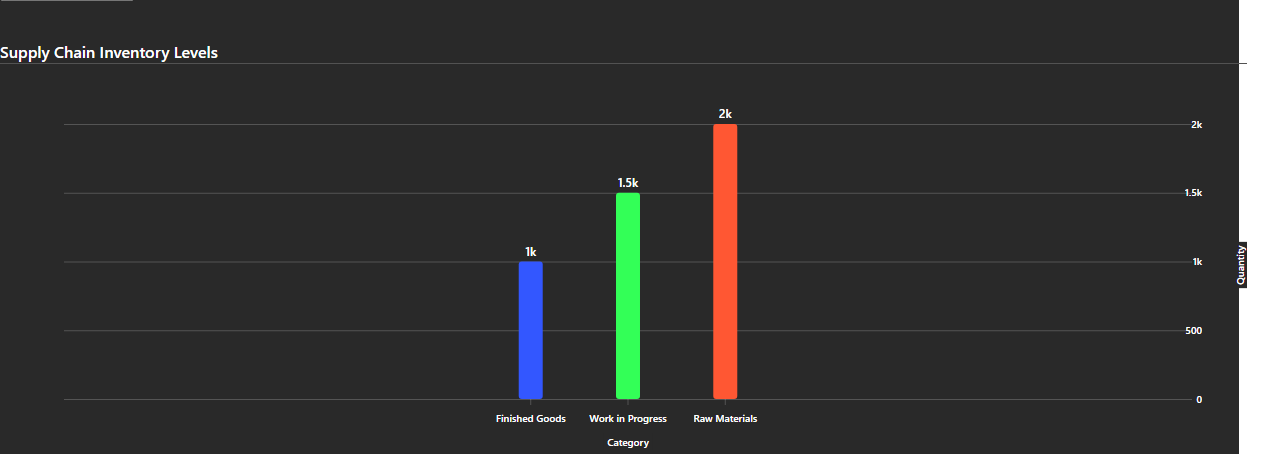 Supply Chain Inventory Levels
2k
1.5k
1k
2k
1.5k
1k
500
0
Quantity
Finished Goods
Work in Progress
Raw Materials
Category